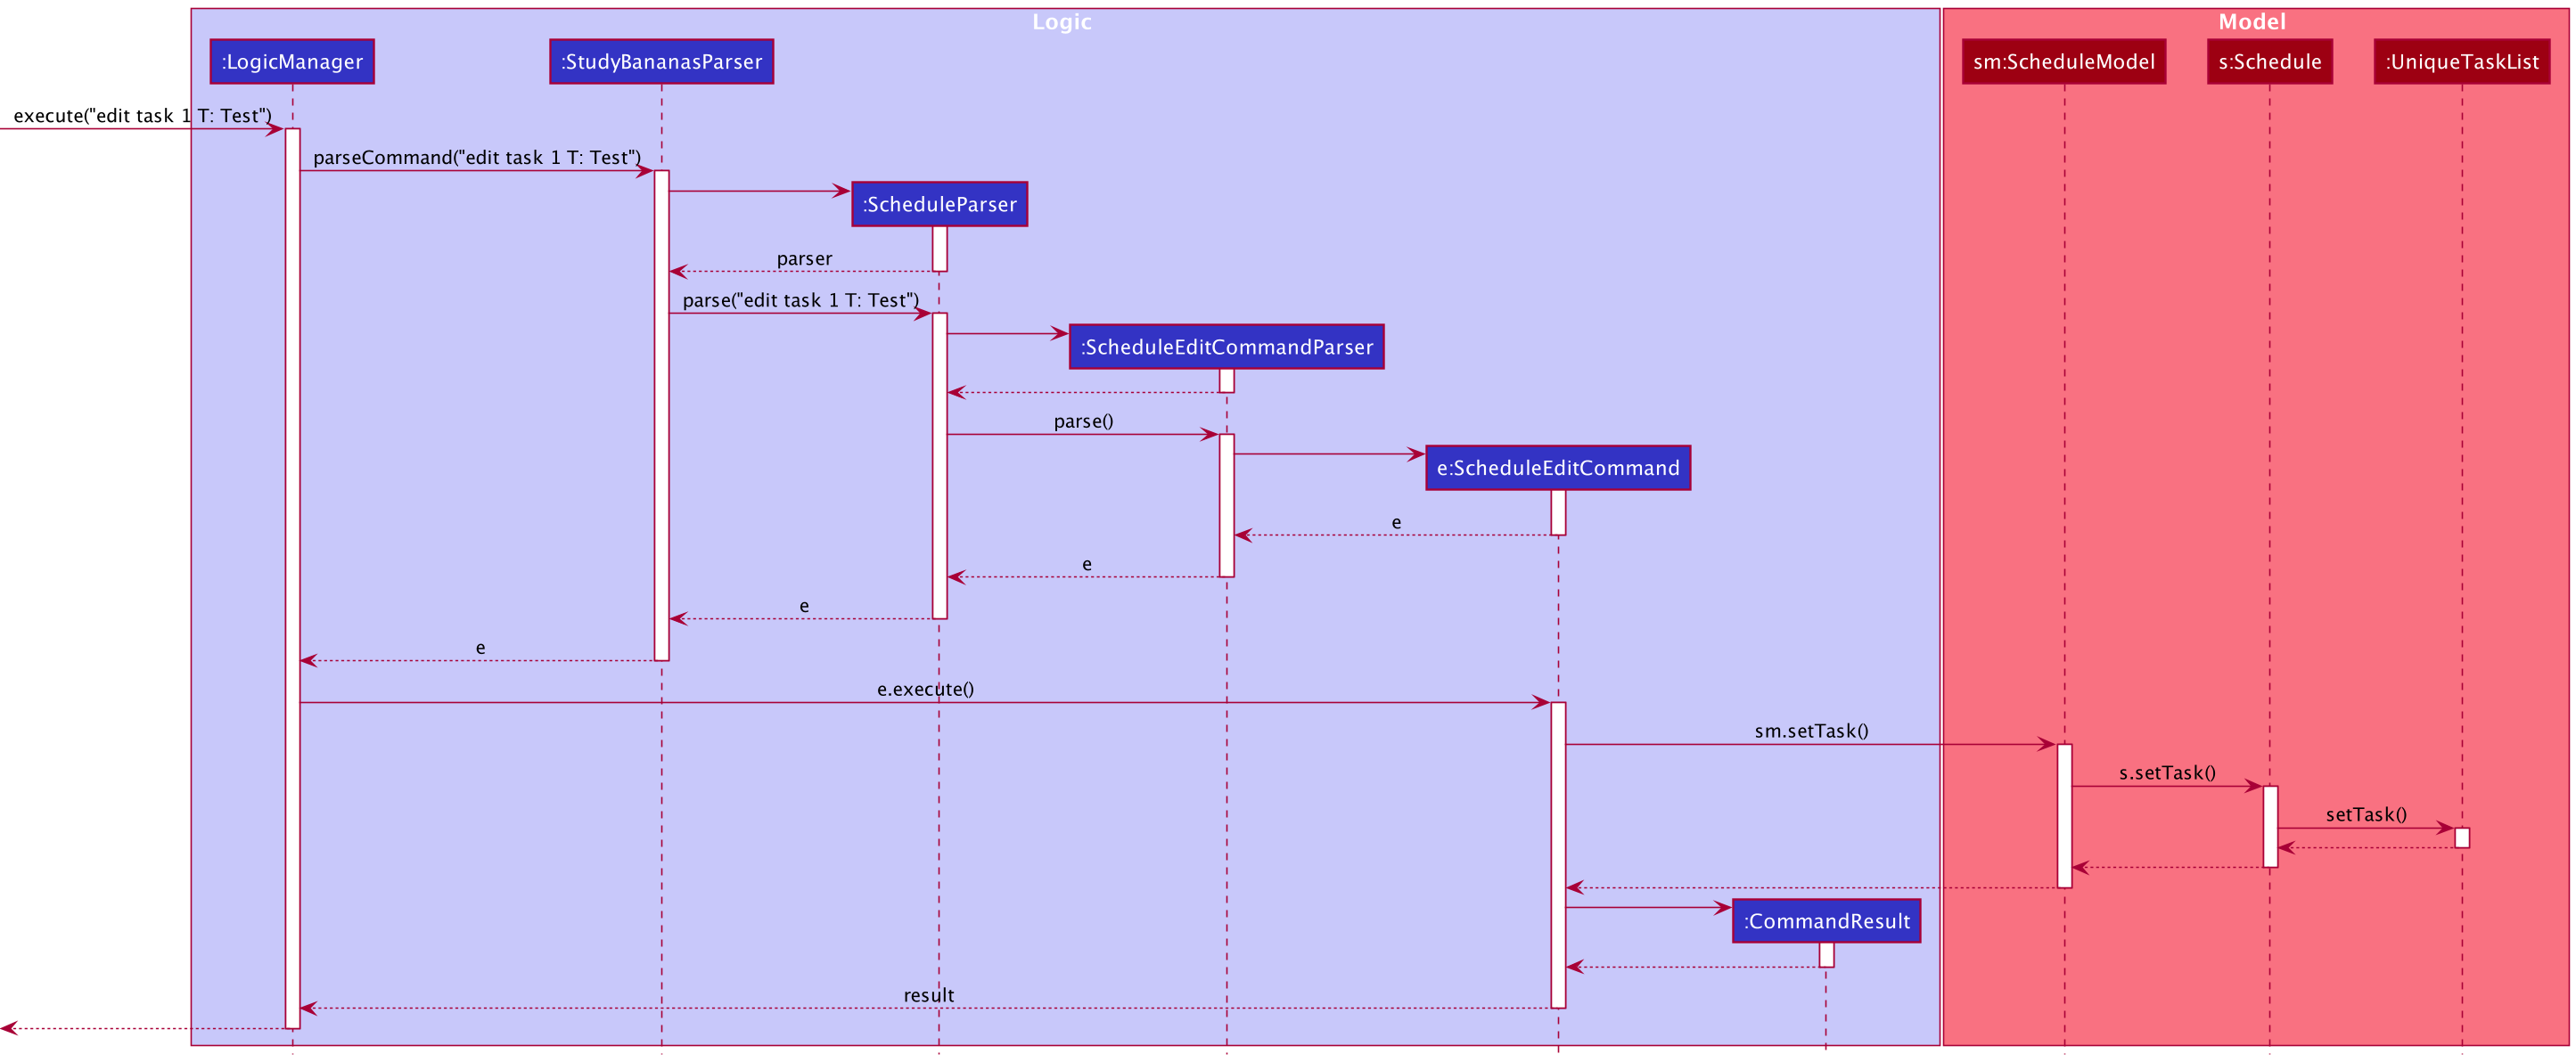 Logic
Model
:LogicManager
:StudyBananasParser
sm:ScheduleModel
s:Schedule
:UniqueTaskList
execute("edit task 1 T: Test")
parseCommand("edit task 1 T: Test")
:ScheduleParser
parser
parse("edit task 1 T: Test")
:ScheduleEditCommandParser
parse()
e:ScheduleEditCommand
e
e
e
e
e.execute()
sm.setTask()
s.setTask()
setTask()
:CommandResult
result